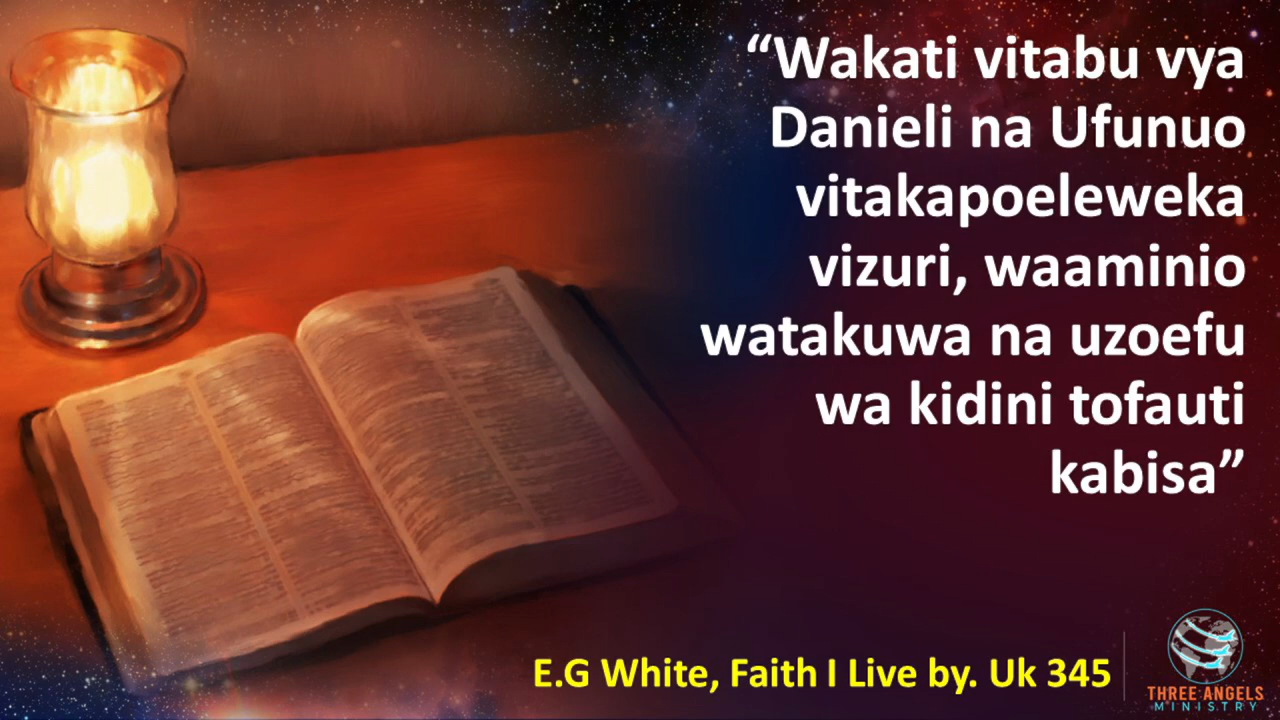 “Wakati vitabu vya
Danieli na Ufunuo
vitakapoeleweka
vizuri, waaminio
watakuwa na uzoefu
wa kidini tofauti
kabisa”
E.G White, Faith I Live by. Uk 345
THREE ANGELS
MINISTRY